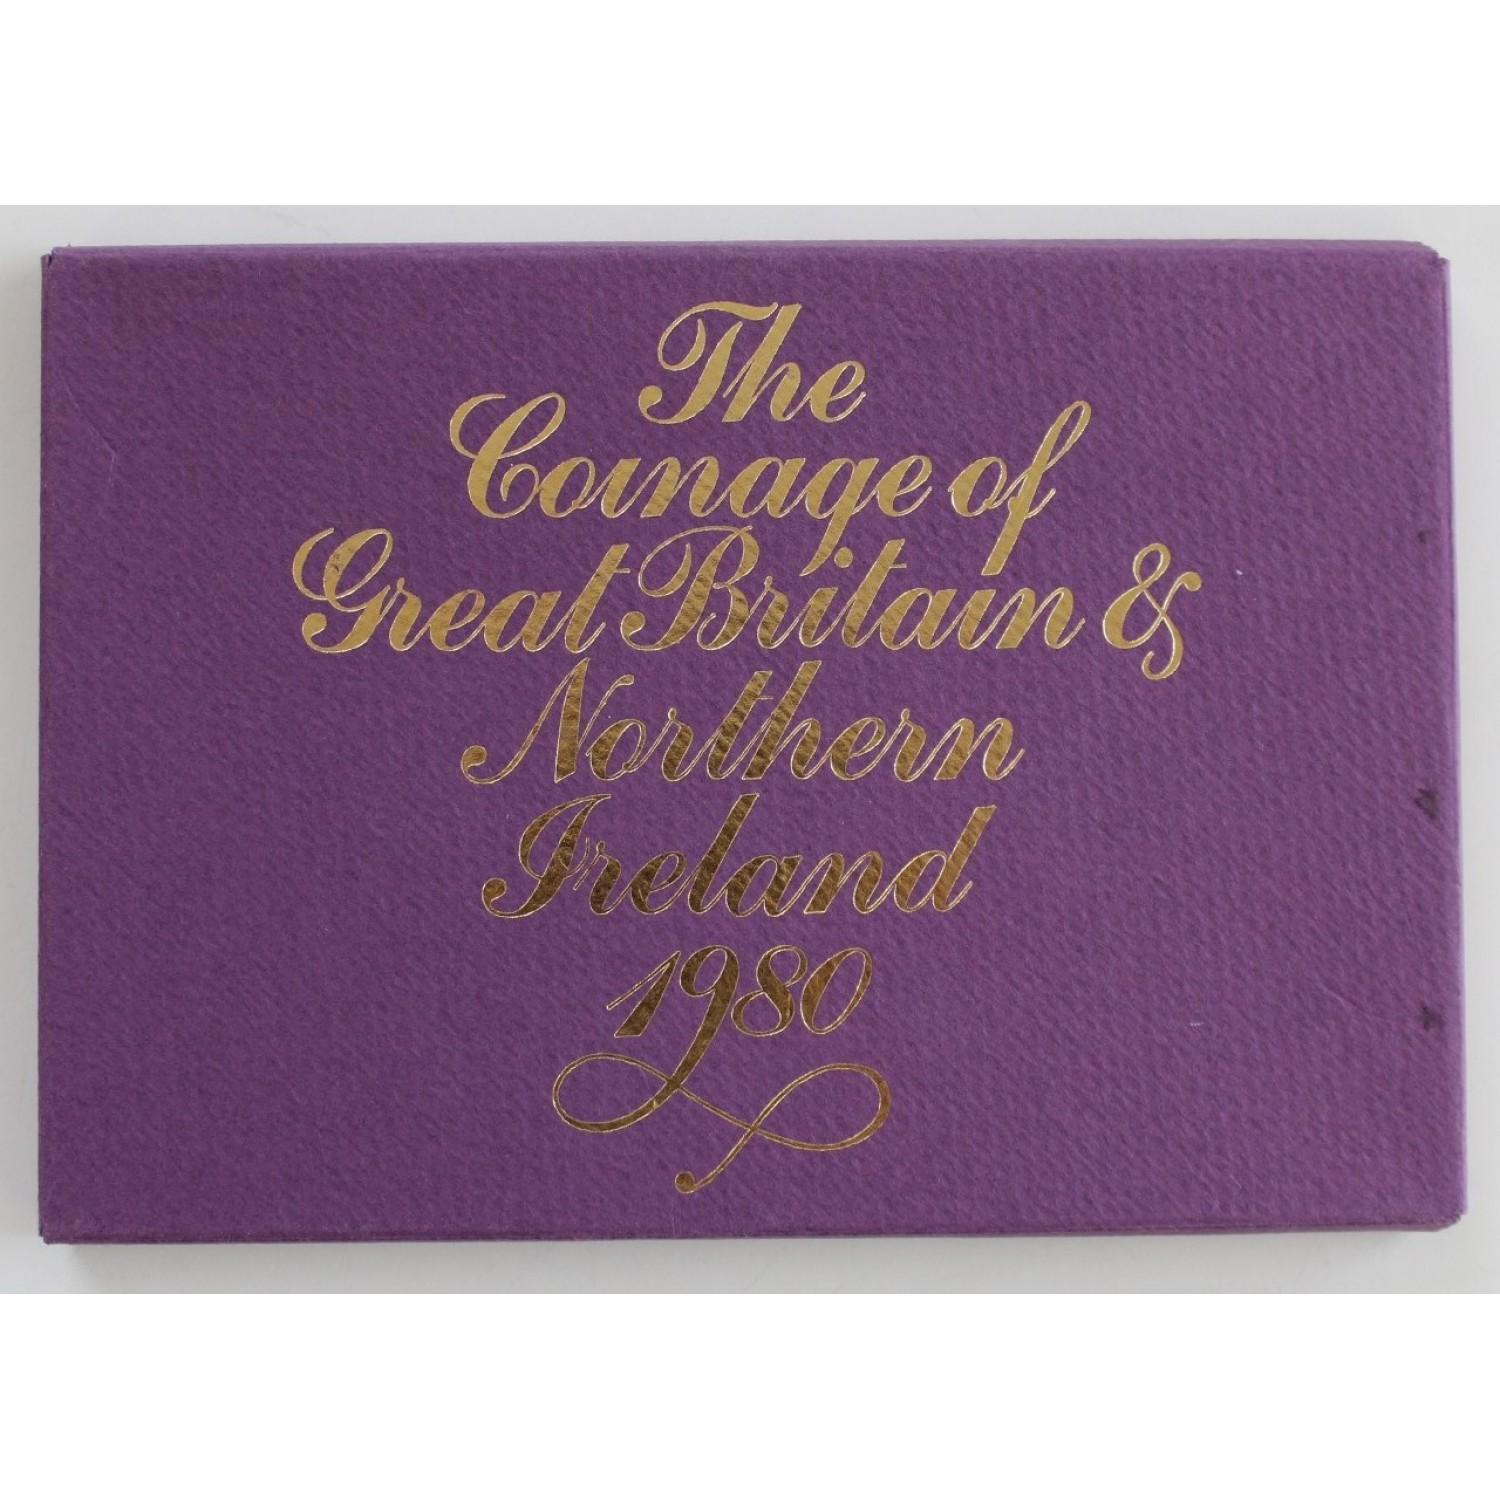 The
Coinage of
Great Britain &
Northern
Ireland
1980